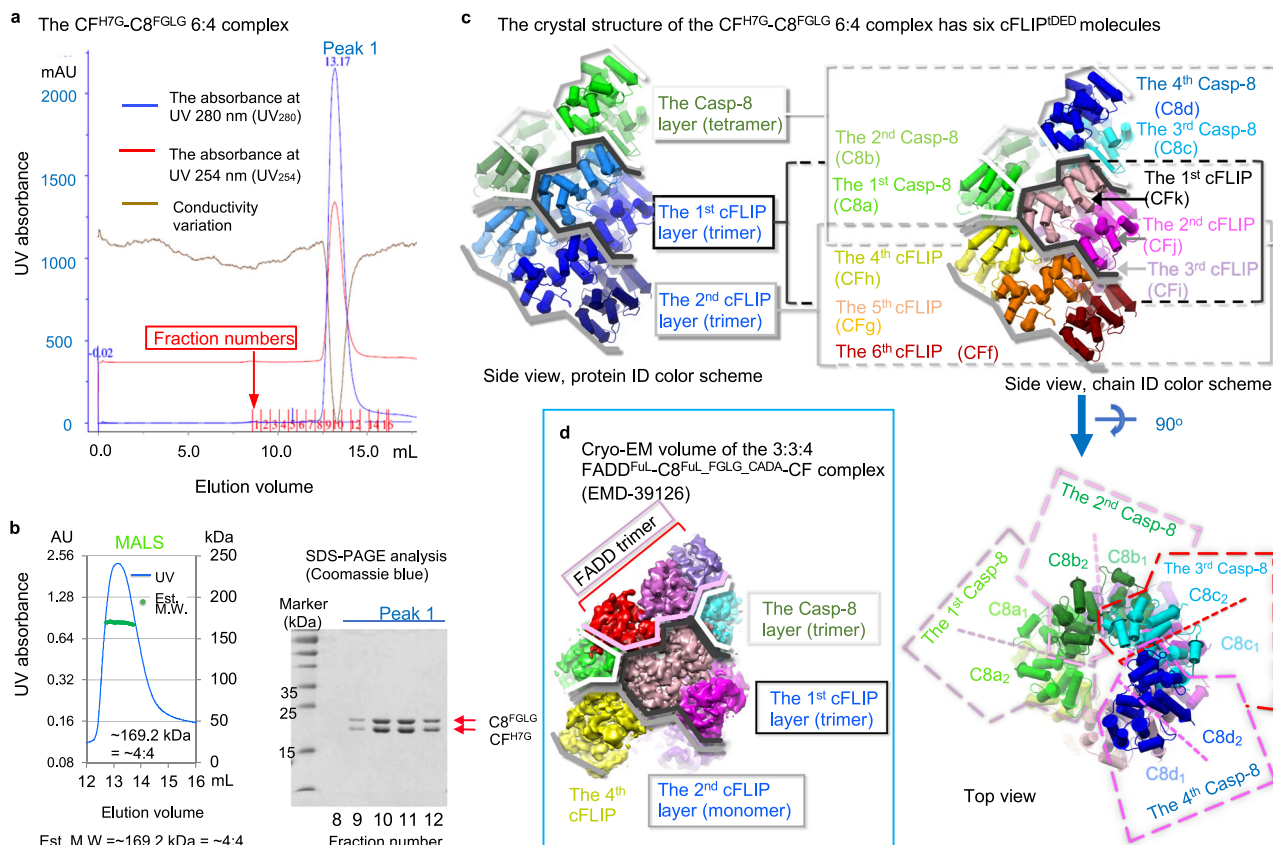 a The CF^H7G-C8^FGLG 6:4 complex
Peak 1
13.17
mAU
2000
1500
1000
500
0
-0.02
UV absorbance
The absorbance at
UV 280 nm (UV₂₈₀)
The absorbance at
UV 254 nm (UV₂₅₄)
Conductivity
variation
Fraction numbers
1 2 3 4 5 6 7 8 9 10 12 14 16
0.0 5.0 10.0 15.0 mL
Elution volume
b
AU MALS kDa
2.56 1.28 0.64 0.32 0.16 0.08
250 200 150 100 50 0
UV
Est.
M.W.
UV absorbance
~169.2 kDa
= ~4:4
12 13 14 15 16 mL
Elution volume
Est. M.W.=~169.2 kDa = ~4:4
SDS-PAGE analysis
(Coomassie blue)
Marker
(kDa)
Peak 1
35
25
15
C8^FGLG
CF^H7G
8 9 10 11 12
Fraction number
c The crystal structure of the CF^H7G-C8^FGLG 6:4 complex has six cFLIP^tDED molecules
The Casp-8
layer (tetramer)
The 1st cFLIP
layer (trimer)
The 2nd cFLIP
layer (trimer)
Side view, protein ID color scheme
The 2nd Casp-8
(C8b)
The 1st Casp-8
(C8a)
The 4th cFLIP
(CFh)
The 5th cFLIP
(CFg)
The 6th cFLIP (CFf)
The 4th Casp-8
(C8d)
The 3rd Casp-8
(C8c)
The 1st cFLIP
(CFk)
The 2nd cFLIP
(CFj)
The 3rd cFLIP
(CFi)
Side view, chain ID color scheme
90º
The 2nd Casp-8
The 1st Casp-8
The 3rd Casp-8
The 4th Casp-8
C8b₂
C8b₁
C8a₁
C8a₂
C8c₂
C8c₁
C8d₂
C8d₁
Top view
d
Cryo-EM volume of the 3:3:4
FADD^FuL-C8^FuL_FGLG_CADA-CF complex
(EMD-39126)
FADD trimer
The Casp-8
layer (trimer)
The 1st cFLIP
layer (trimer)
The 2nd cFLIP
layer (monomer)
The 4th
cFLIP